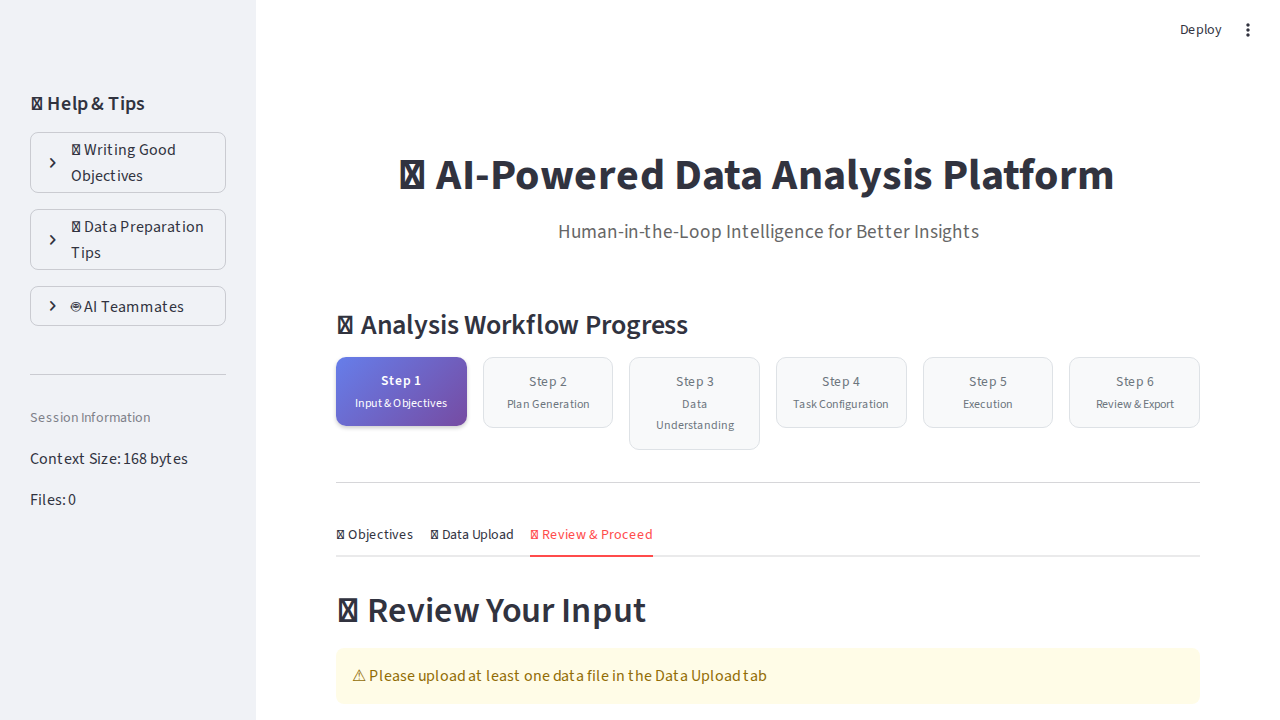 Deploy
Help & Tips
Writing Good
Objectives
Data Preparation
Tips
AI Teammates
Session Information
Context Size: 168 bytes
Files: 0
AI-Powered Data Analysis Platform
Human-in-the-Loop Intelligence for Better Insights
Analysis Workflow Progress
Step 1
Input & Objectives
Step 2
Plan Generation
Step 3
Data
Understanding
Step 4
Task Configuration
Step 5
Execution
Step 6
Review & Export
Objectives
Data Upload
Review & Proceed
Review Your Input
⚠ Please upload at least one data file in the Data Upload tab